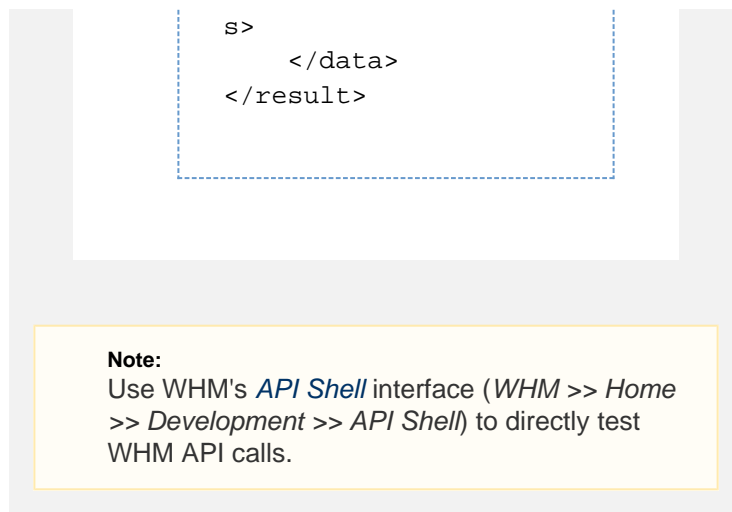 s>
</data>
</result>
Note:
Use WHM's API Shell interface (WHM >> Home
>> Development >> API Shell) to directly test
WHM API calls.